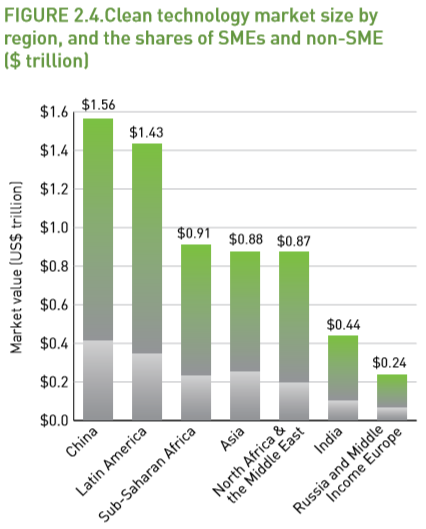 FIGURE 2.4.Clean technology market size by
region, and the shares of SMEs and non-SME
($ trillion)
Market value (US$ trillion)
$1.6
$1.4
$1.2
$1.0
$0.8
$0.6
$0.4
$0.2
$0.0
$1.56
$1.43
$0.91
$0.88
$0.87
$0.44
$0.24
China
Latin America
Sub-Saharan Africa
Asia
North Africa &
the Middle East
India
Russia and Middle
Income Europe